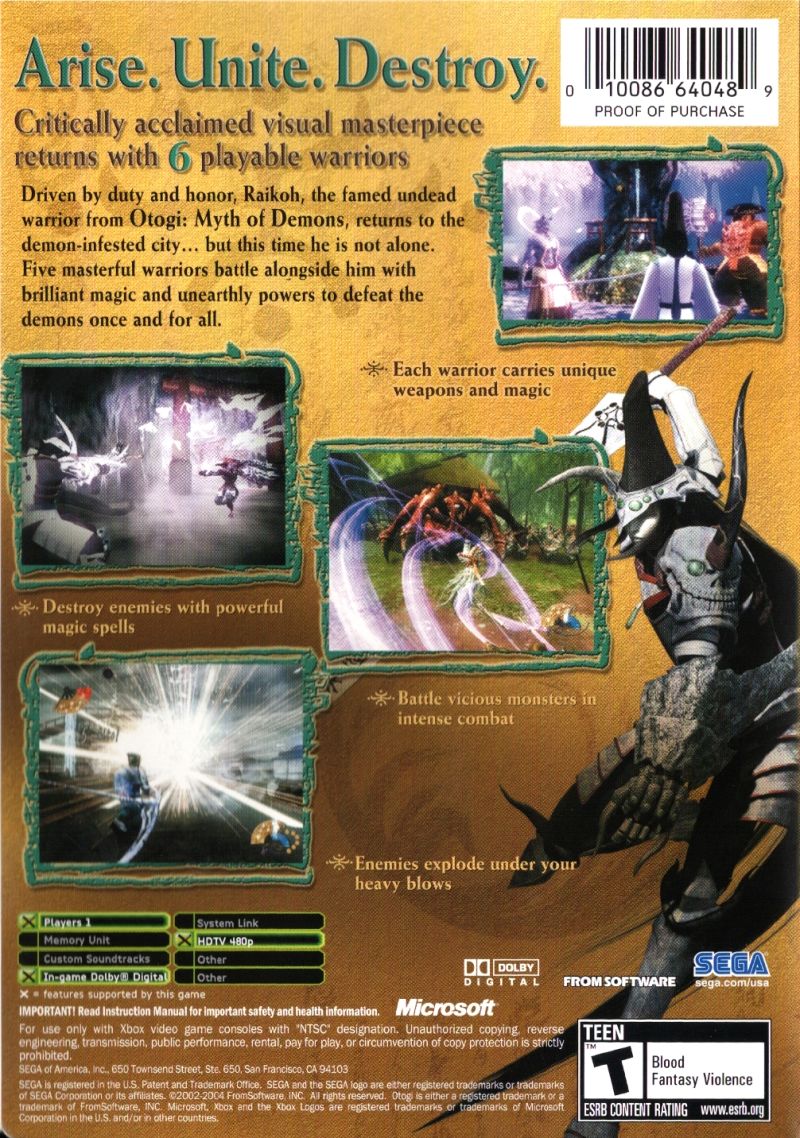 Arise. Unite. Destroy.
0 10086 64048 9
PROOF OF PURCHASE
Critically acclaimed visual masterpiece
returns with 6 playable warriors
Driven by duty and honor, Raikoh, the famed undead
warrior from Otogi: Myth of Demons, returns to the
demon-infested city... but this time he is not alone.
Five masterful warriors battle alongside him with
brilliant magic and unearthly powers to defeat the
demons once and for all.
Each warrior carries unique
weapons and magic
Destroy enemies with powerful
magic spells
Battle vicious monsters in
intense combat
Enemies explode under your
heavy blows
X Players 1
Memory Unit
Custom Soundtracks
X In-game Dolby® Digital
System Link
X HDTV 480p
Other
Other
X = features supported by this game
DOLBY
DIGITAL
FROMSOFTWARE
SEGA
sega.com/usa
IMPORTANT! Read Instruction Manual for important safety and health information.
Microsoft®
For use only with Xbox video game consoles with "NTSC" designation. Unauthorized copying, reverse
engineering, transmission, public performance, rental, pay for play, or circumvention of copy protection is strictly
prohibited.
SEGA of America, Inc., 650 Townsend Street, Ste. 650, San Francisco, CA 94103
SEGA is registered in the U.S. Patent and Trademark Office. SEGA and the SEGA logo are either registered trademarks or trademarks
of SEGA Corporation or its affiliates. ©2002-2004 FromSoftware, INC. All rights reserved. Otogi is either a registered trademark or a
trademark of FromSoftware, INC. Microsoft, Xbox and the Xbox Logos are registered trademarks or trademarks of Microsoft
Corporation in the U.S. and/or in other countries.
TEEN
T
TM
Blood
Fantasy Violence
ESRB CONTENT RATING www.esrb.org